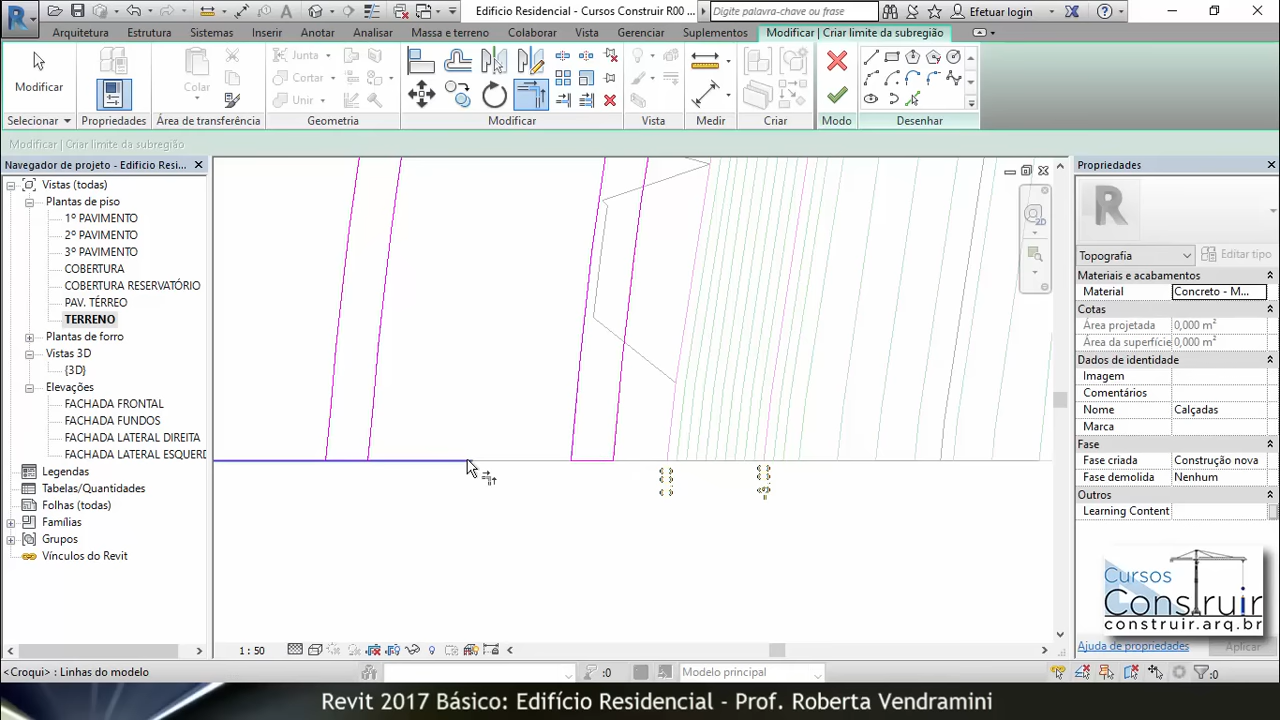 Edificio Residencial - Cursos Construir R00 ...
Digite palavra-chave ou frase
Efetuar login
Arquitetura
Estrutura
Sistemas
Inserir
Anotar
Analisar
Massa e terreno
Colaborar
Vista
Gerenciar
Suplementos
Modificar | Criar limite da subregião
Modificar
Colar
Junta
Cortar
Unir
Selecionar
Propriedades
Área de transferência
Geometria
Modificar
Vista
Medir
Criar
Modo
Desenhar
Modificar | Criar limite da subregião
Navegador de projeto - Edificio Resi...
Vistas (todas)
Plantas de piso
1º PAVIMENTO
2º PAVIMENTO
3º PAVIMENTO
COBERTURA
COBERTURA RESERVATÓRIO
PAV. TÉRREO
TERRENO
Plantas de forro
Vistas 3D
{3D}
Elevações
FACHADA FRONTAL
FACHADA FUNDOS
FACHADA LATERAL DIREITA
FACHADA LATERAL ESQUERD
Legendas
Tabelas/Quantidades
Folhas (todas)
Famílias
Grupos
Vínculos do Revit
2D
Propriedades
Topografia
Editar tipo
Materiais e acabamentos
Material Concreto - M...
Cotas
Área projetada 0,000 m²
Área da superfície 0,000 m²
Dados de identidade
Imagem
Comentários
Nome Calçadas
Marca
Fase
Fase criada Construção nova
Fase demolida Nenhum
Outros
Learning Content
Cursos
Construir
construir.arq.br
Ajuda de propriedades
Aplicar
1 : 50
<Croqui> : Linhas do modelo
:0
Modelo principal
:0
Revit 2017 Básico: Edifício Residencial - Prof. Roberta Vendramini